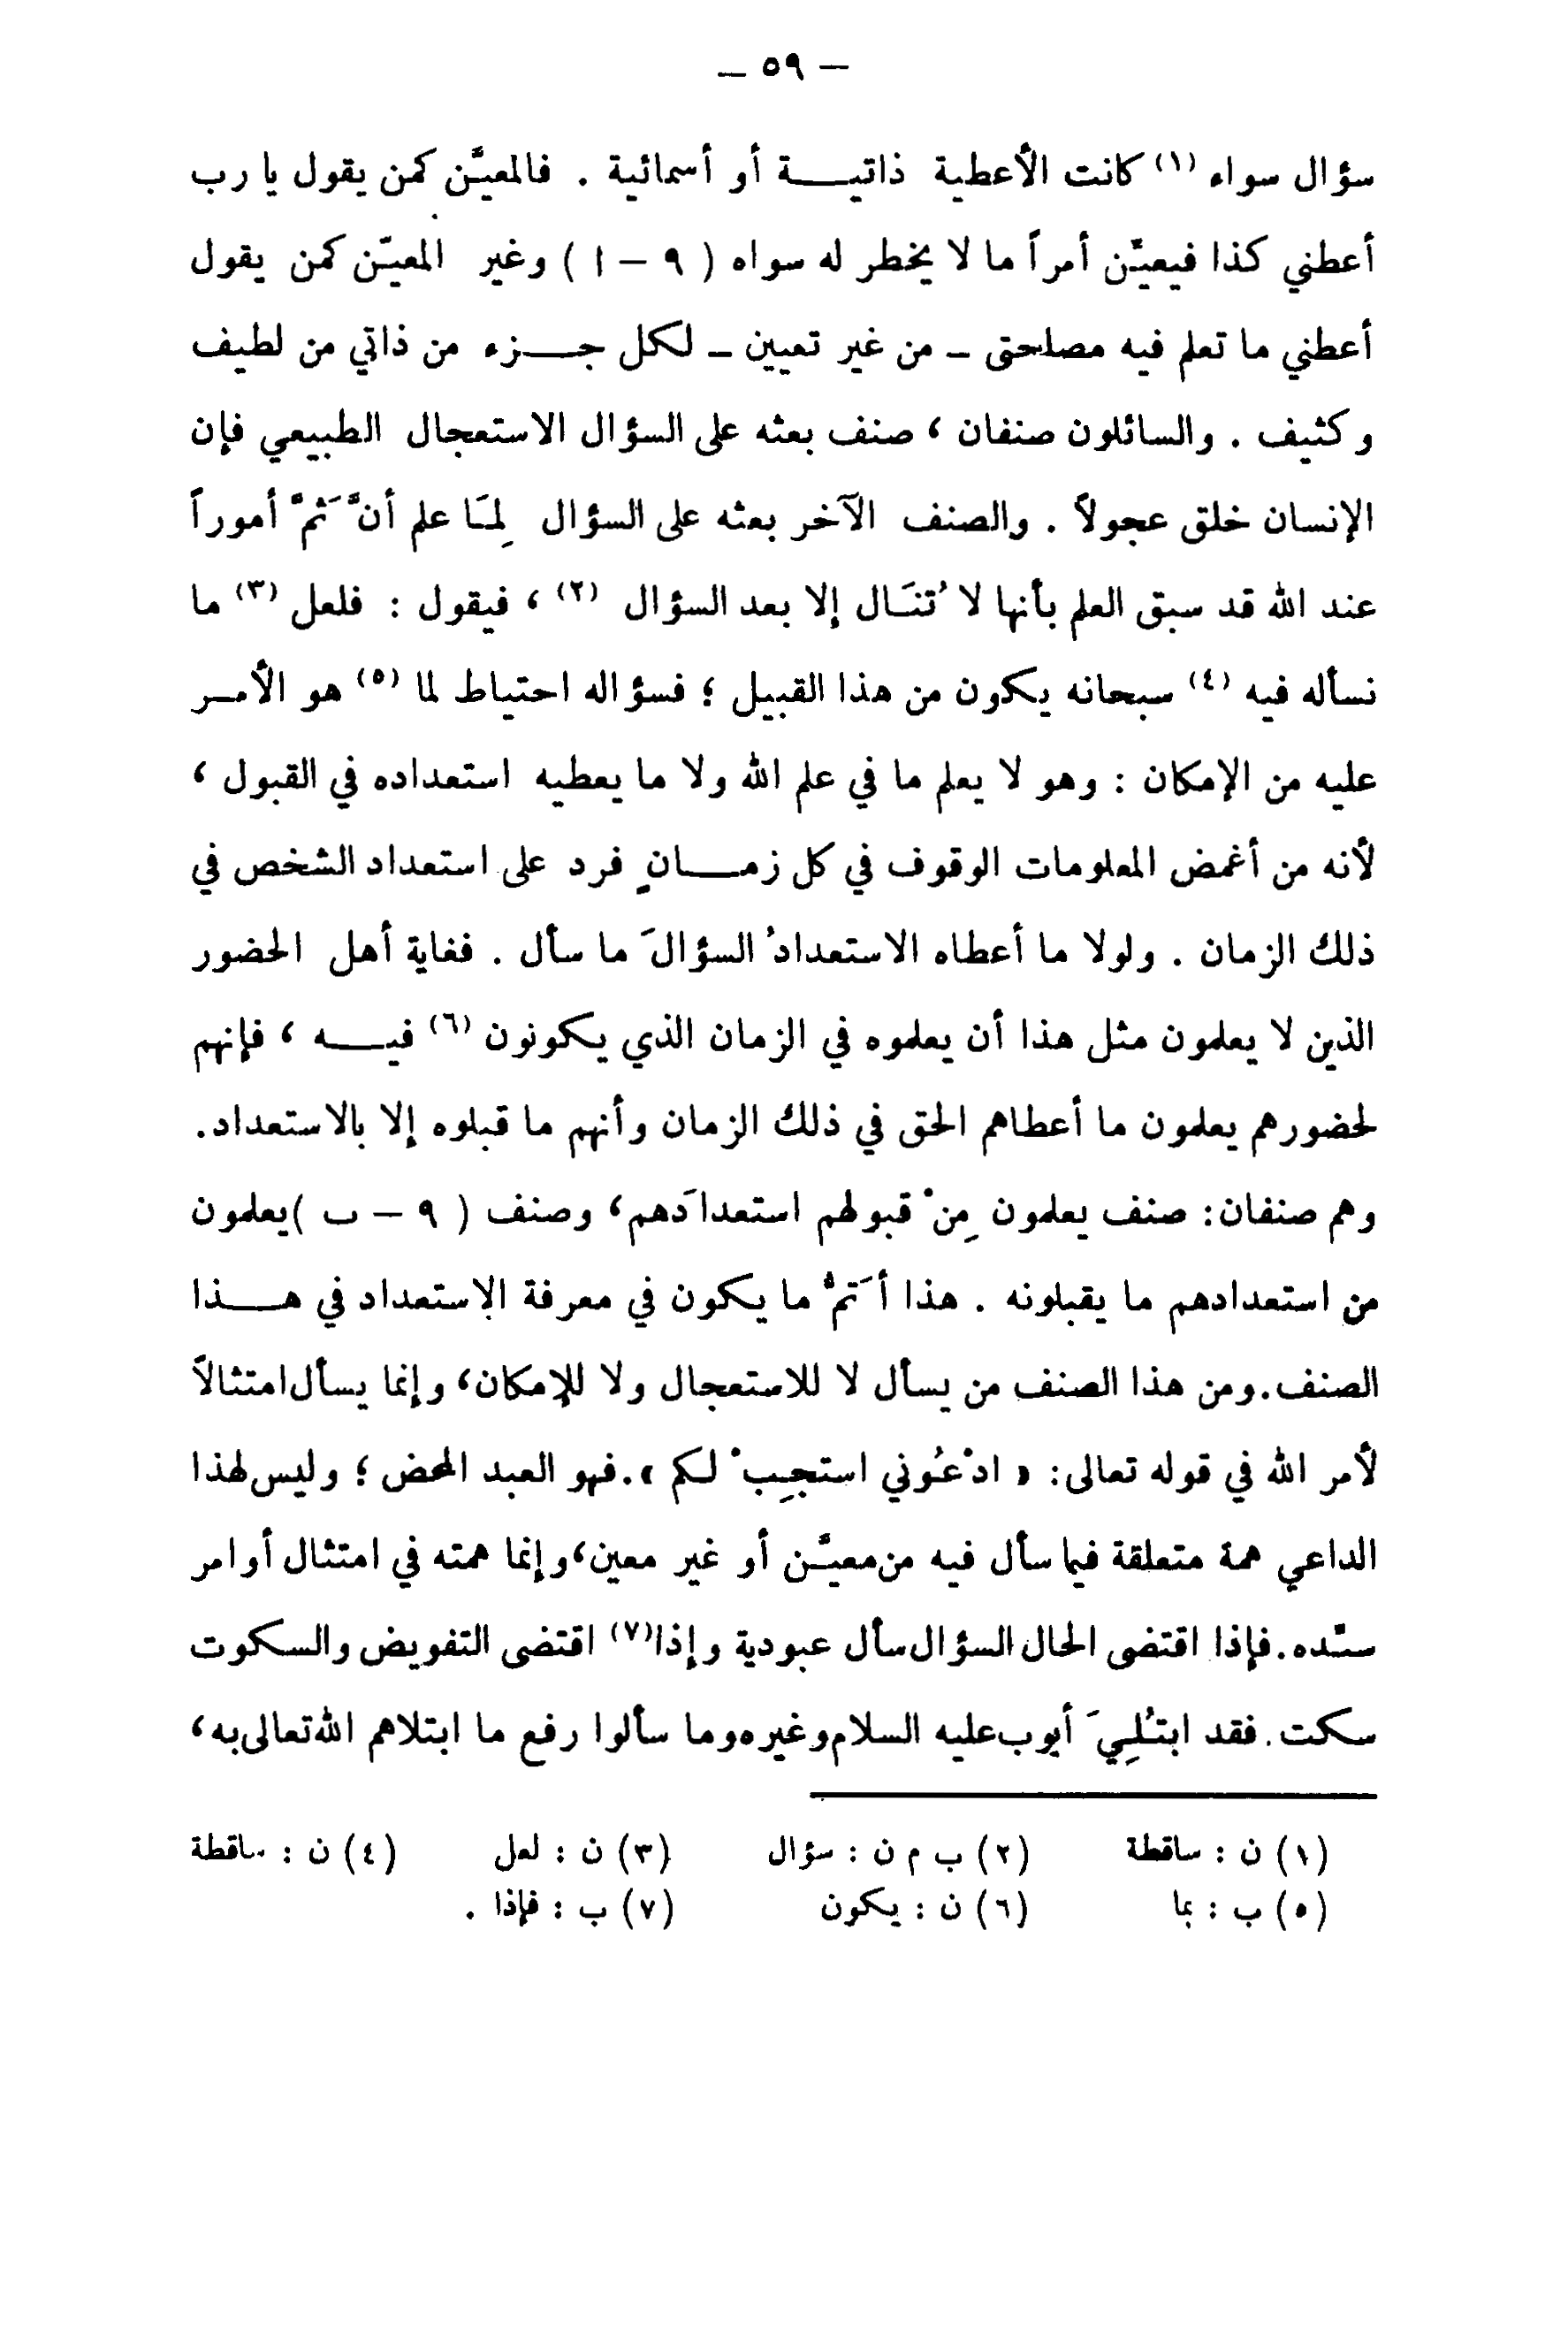 — ٥٩ —
سؤال سواء (١) كانت الأعطية ذاتيـــة أو أسمائية . فالمعيَّن كمن يقول يا رب
أعطني كذا فيعيِّن أمراً ما لا يخطر له سواه ( ٩ – ا ) وغير المعيّن كمن يقول
أعطني ما تعلم فيه مصلحتى – من غير تعيين – لكل جـــزء من ذاتي من لطيف
وكثيف . والسائلون صنفان ، صنف بعثه على السؤال الاستعجال الطبيعي فإن
الإنسان خلق عجولاً . والصنف الآخر بعثه على السؤال لِمَا علم أنَّ ثَمَّ أموراً
عند الله قد سبق العلم بأنها لا تُنَال إلا بعد السؤال (٢) ، فيقول : فلعل (٣) ما
نسأله فيه (٤) سبحانه يكون من هذا القبيل ؛ فسؤاله احتياط لما (٥) هو الأمـر
عليه من الإمكان : وهو لا يعلم ما في علم الله ولا ما يعطيه استعداده في القبول ،
لأنه من أغمض المعلومات الوقوف في كل زمـــانٍ فرد على استعداد الشخص في
ذلك الزمان . ولولا ما أعطاه الاستعدادُ السؤالَ ما سأل . فغاية أهل الحضور
الذين لا يعلمون مثل هذا أن يعلموه في الزمان الذي يكونون (٦) فيـــه ، فإنهم
لحضورهم يعلمون ما أعطاهم الحق في ذلك الزمان وأنهم ما قبلوه إلا بالاستعداد.
وهم صنفان: صنف يعلمون مِنْ قبولهم استعدادَهم، وصنف ( ٩ – ب )يعلمون
من استعدادهم ما يقبلونه . هذا أَتمُّ ما يكون في معرفة الإستعداد في هـــذا
الصنف.ومن هذا الصنف من يسأل لا للاستعجال ولا للإمكان، وإنما يسأل امتثالاً
لأمر الله في قوله تعالى: « ادْعُوني استجِبْ لكم ».فهو العبد المحض ؛ وليس لهذا
الداعي همة متعلقة فيما سأل فيه من معيَّن أو غير معين،وإنما همته في امتثال أوامر
سيِّده.فإذا اقتضى الحال السؤال سأل عبودية وإذا(٧) اقتضى التفويض والسكوت
سكت.فقد ابتُلِيَ أيوب عليه السلام وغيره وما سألوا رفع ما ابتلاهم الله تعالى به ،
(١) ن : ساقطة (٢) ب م ن : سؤال (٣) ن : لعل (٤) ن : ساقطة
(٥) ب : بما (٦) ن : يكون (٧) ب : فإذا .